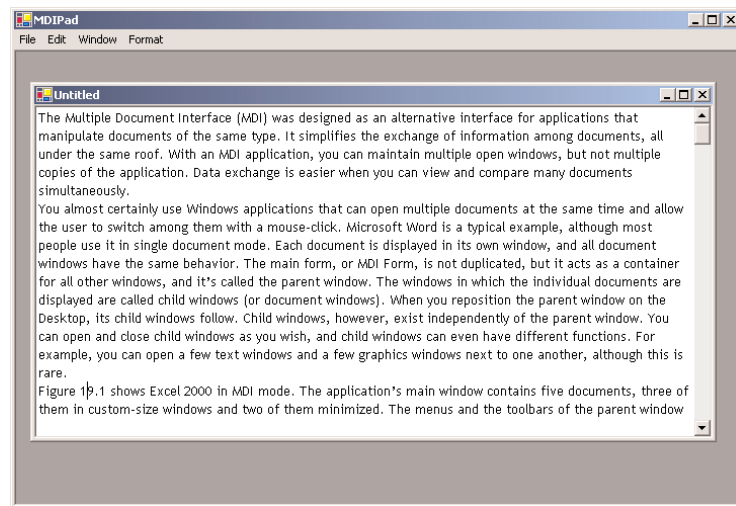 MDIPad
File Edit Window Format
Untitled
The Multiple Document Interface (MDI) was designed as an alternative interface for applications that
manipulate documents of the same type. It simplifies the exchange of information among documents, all
under the same roof. With an MDI application, you can maintain multiple open windows, but not multiple
copies of the application. Data exchange is easier when you can view and compare many documents
simultaneously.
You almost certainly use Windows applications that can open multiple documents at the same time and allow
the user to switch among them with a mouse-click. Microsoft Word is a typical example, although most
people use it in single document mode. Each document is displayed in its own window, and all document
windows have the same behavior. The main form, or MDI Form, is not duplicated, but it acts as a container
for all other windows, and it's called the parent window. The windows in which the individual documents are
displayed are called child windows (or document windows). When you reposition the parent window on the
Desktop, its child windows follow. Child windows, however, exist independently of the parent window. You
can open and close child windows as you wish, and child windows can even have different functions. For
example, you can open a few text windows and a few graphics windows next to one another, although this is
rare.
Figure 19.1 shows Excel 2000 in MDI mode. The application's main window contains five documents, three of
them in custom-size windows and two of them minimized. The menus and the toolbars of the parent window